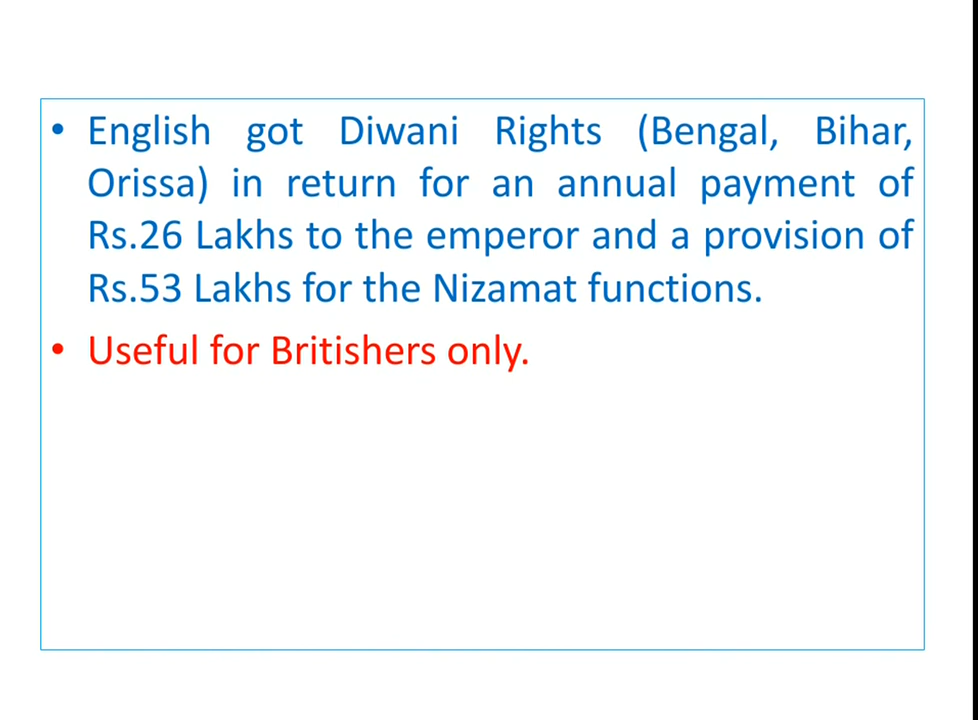 • English got Diwani Rights (Bengal, Bihar,
Orissa) in return for an annual payment of
Rs.26 Lakhs to the emperor and a provision of
Rs.53 Lakhs for the Nizamat functions.
• Useful for Britishers only.